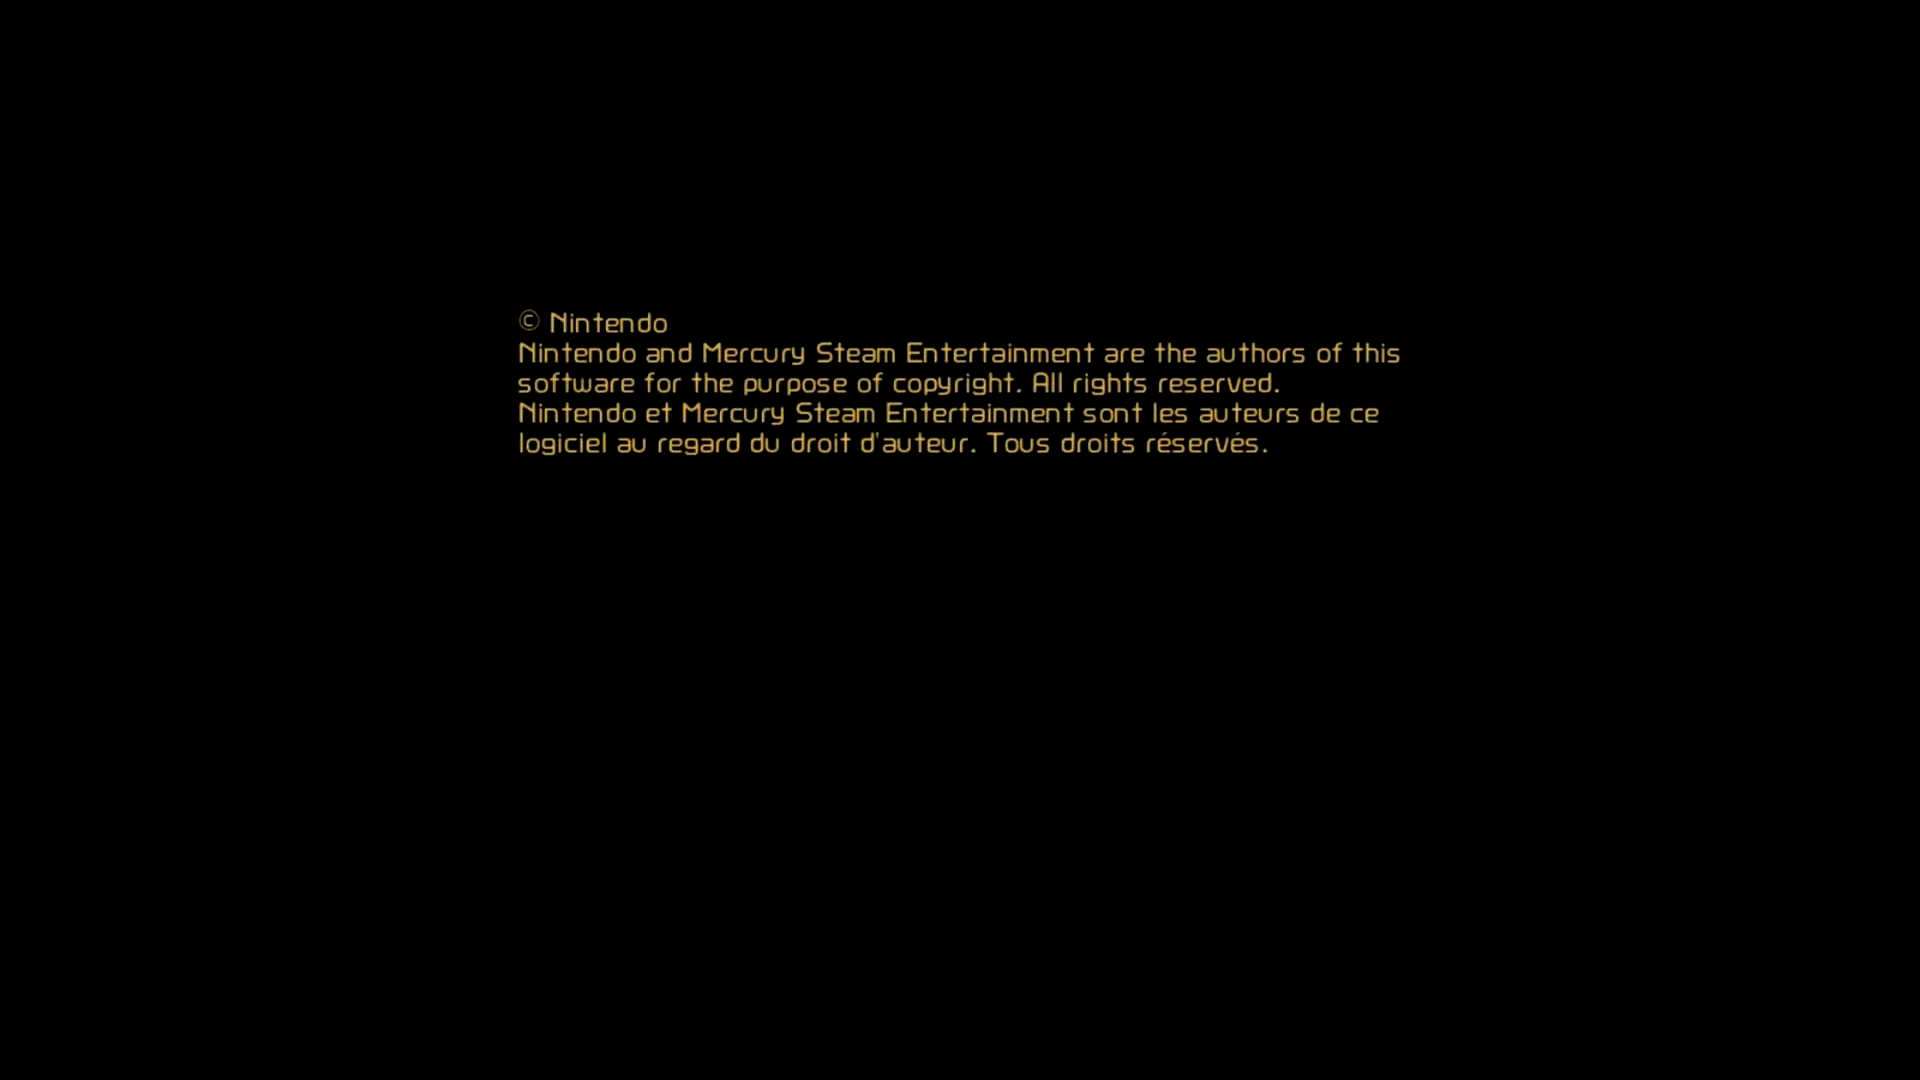 © Nintendo
Nintendo and Mercury Steam Entertainment are the authors of this
software for the purpose of copyright. All rights reserved.
Nintendo et Mercury Steam Entertainment sont les auteurs de ce
logiciel au regard du droit d'auteur. Tous droits réservés.